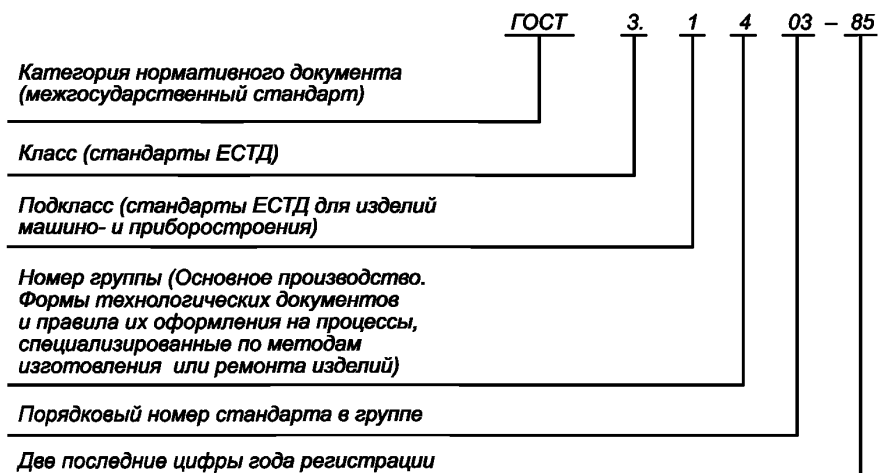 ГОСТ 3. 1 4 03 – 85
Категория нормативного документа
(межгосударственный стандарт)
Класс (стандарты ЕСТД)
Подкласс (стандарты ЕСТД для изделий
машино- и приборостроения)
Номер группы (Основное производство.
Формы технологических документов
и правила их оформления на процессы,
специализированные по методам
изготовления или ремонта изделий)
Порядковый номер стандарта в группе
Две последние цифры года регистрации